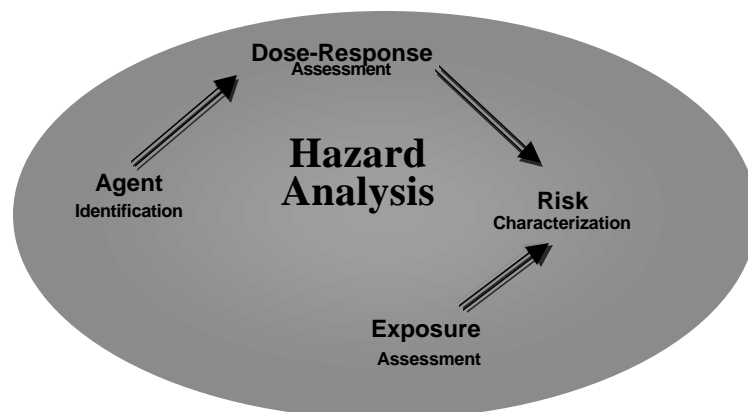 Dose-Response
Assessment
Hazard
Analysis
Agent
Identification
Risk
Characterization
Exposure
Assessment